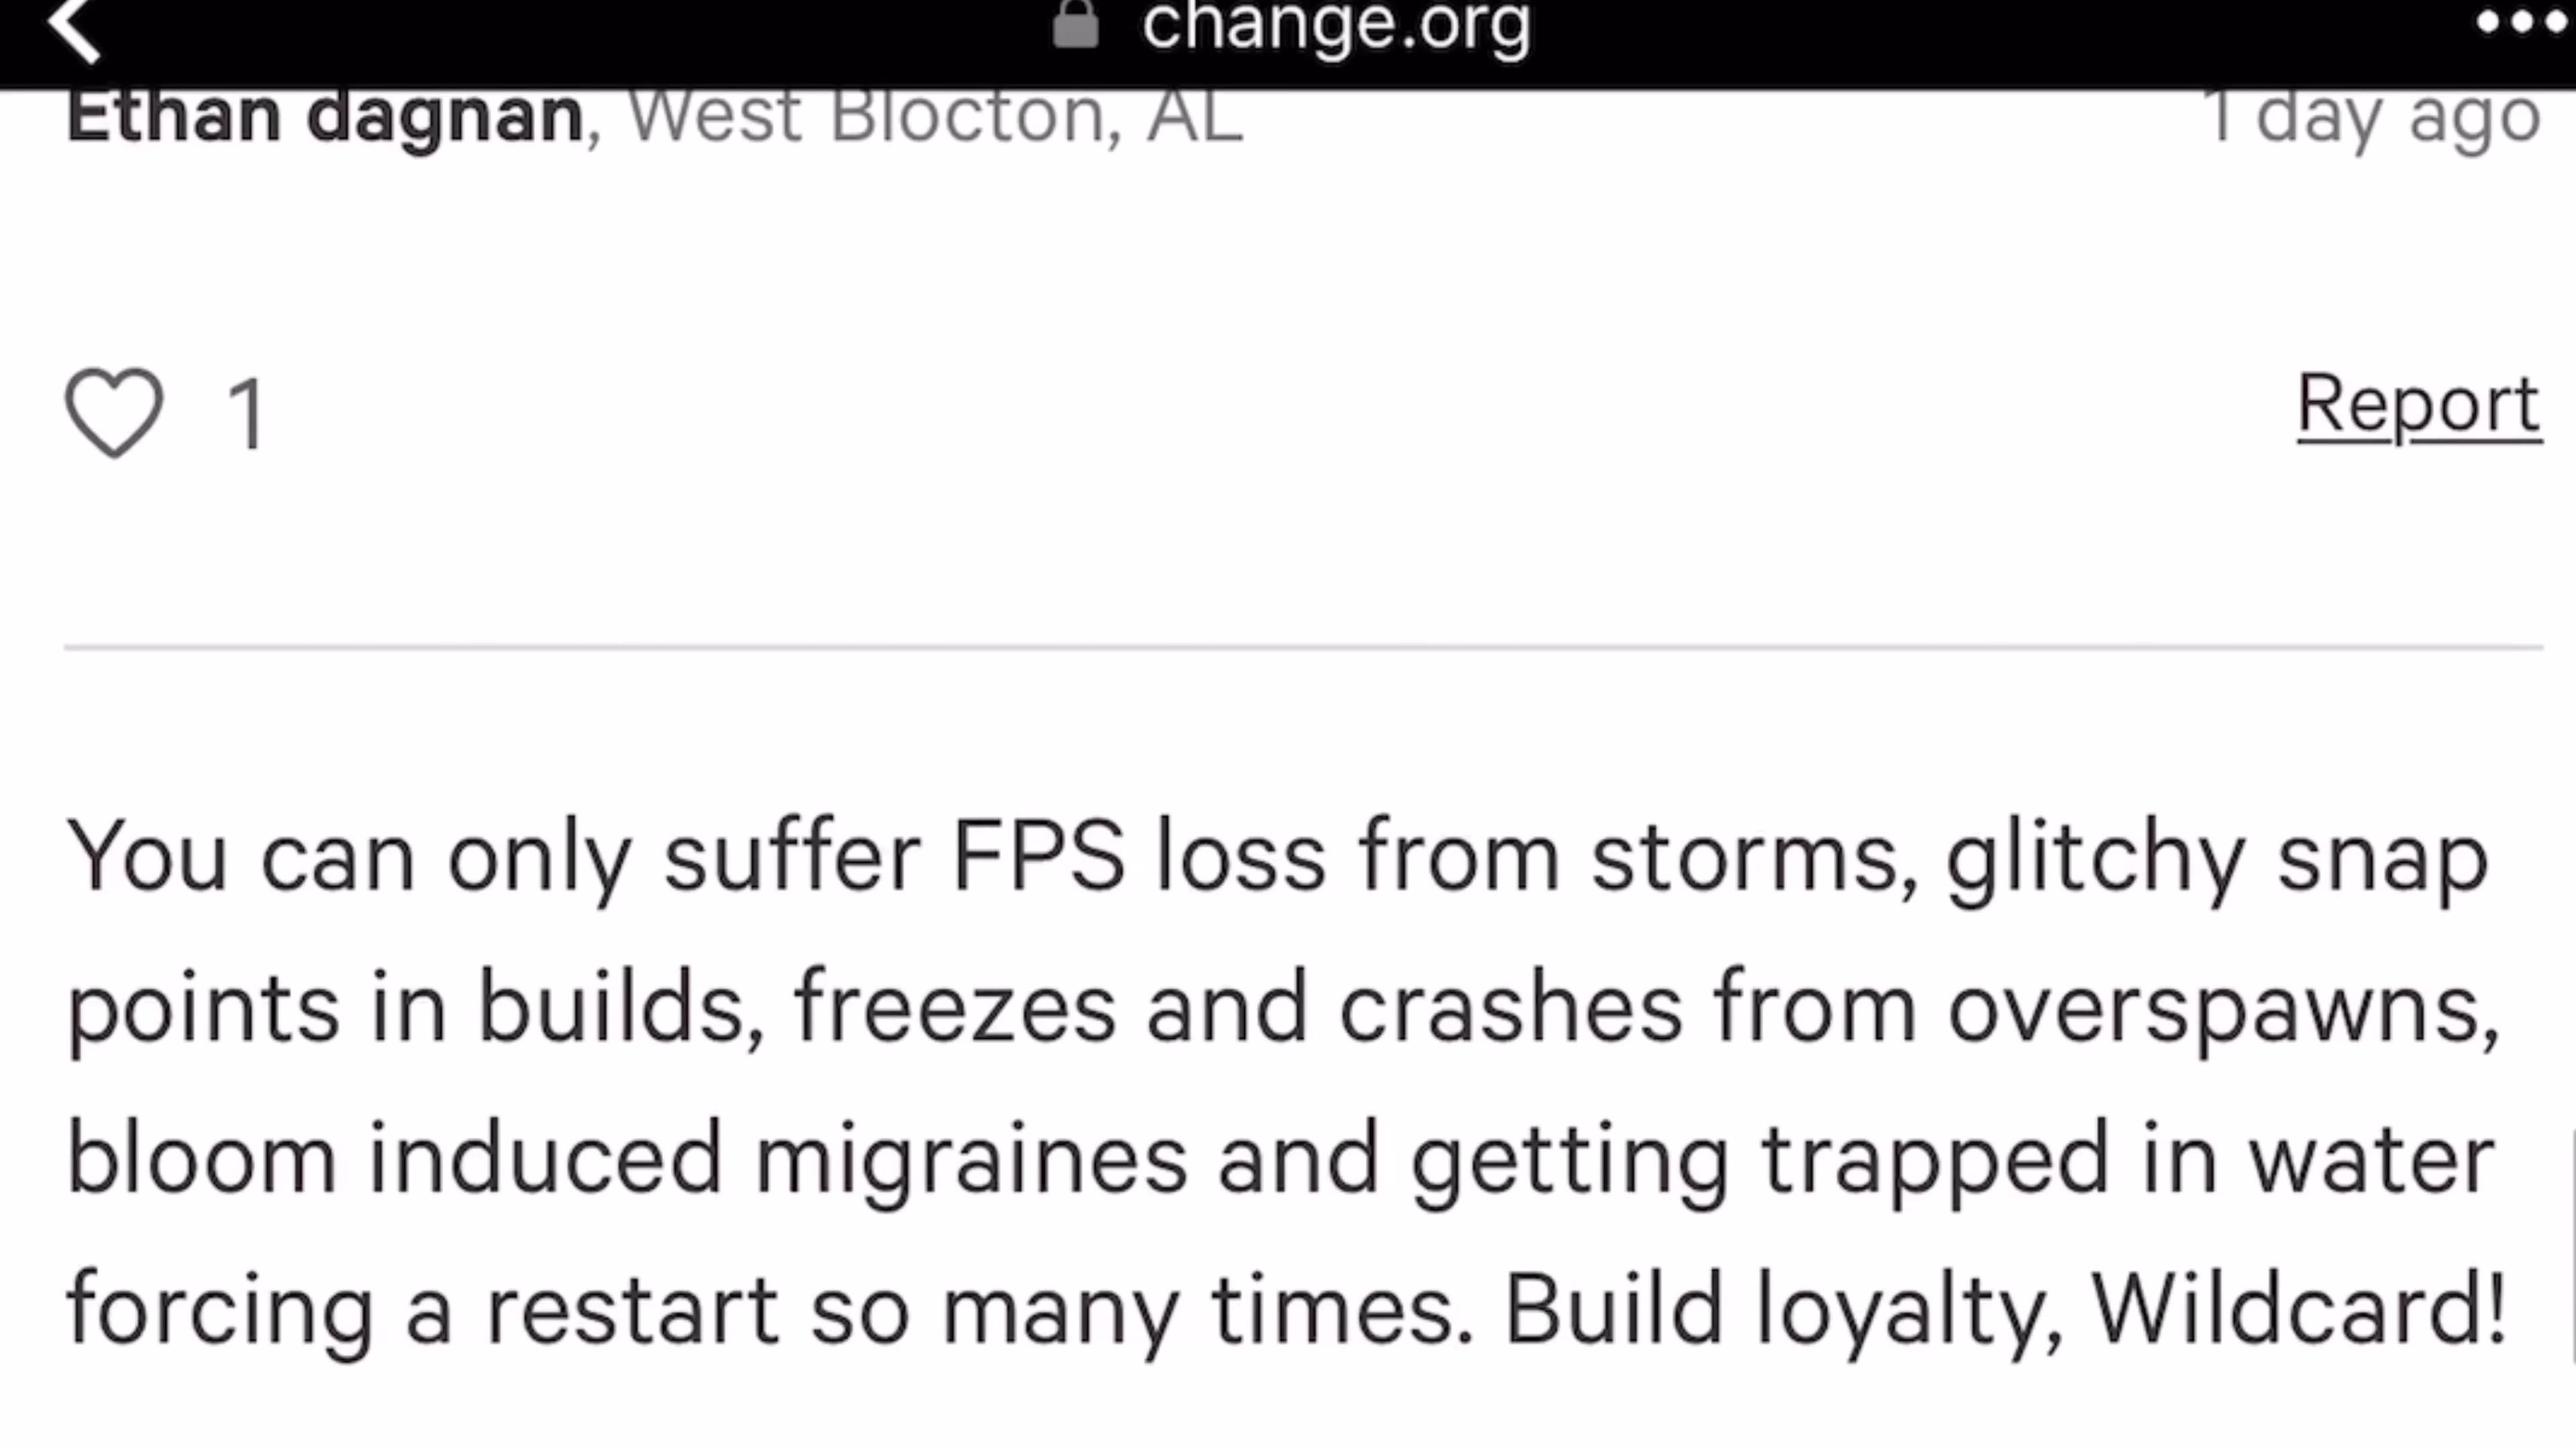 change.org
Ethan dagnan, West Blocton, AL 1 day ago
1 Report
You can only suffer FPS loss from storms, glitchy snap
points in builds, freezes and crashes from overspawns,
bloom induced migraines and getting trapped in water
forcing a restart so many times. Build loyalty, Wildcard!